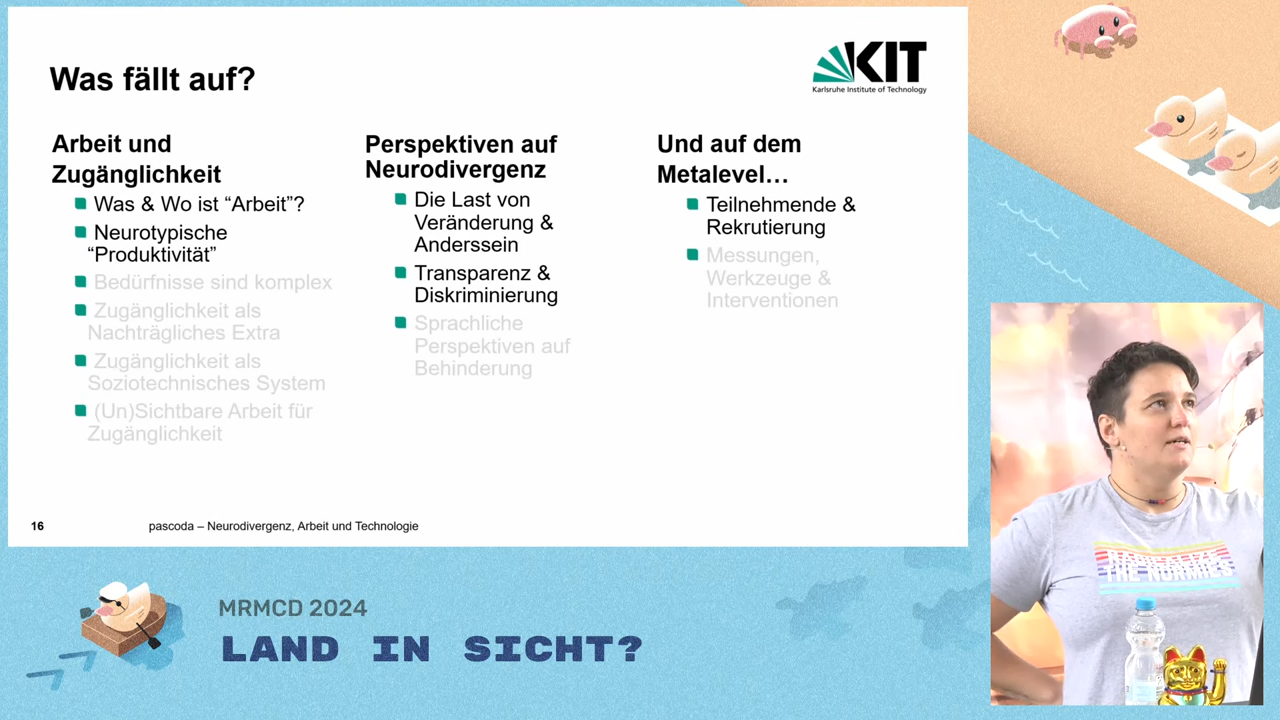 Was fällt auf?
KIT
Karlsruhe Institute of Technology
Arbeit und
Zugänglichkeit
Was & Wo ist “Arbeit”?
Neurotypische
“Produktivität”
Bedürfnisse sind komplex
Zugänglichkeit als
Nachträgliches Extra
Zugänglichkeit als
Soziotechnisches System
(Un)Sichtbare Arbeit für
Zugänglichkeit
Perspektiven auf
Neurodivergenz
Die Last von
Veränderung &
Anderssein
Transparenz &
Diskriminierung
Sprachliche
Perspektiven auf
Behinderung
Und auf dem
Metalevel…
Teilnehmende &
Rekrutierung
Messungen,
Werkzeuge &
Interventionen
16
pascoda – Neurodivergenz, Arbeit und Technologie
MRMCD 2024
LAND IN SICHT?